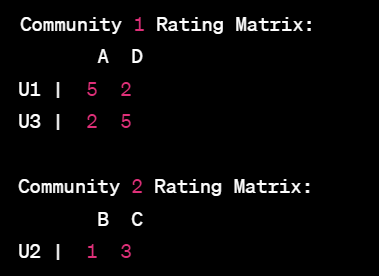 Community 1 Rating Matrix:
A D
U1 | 5 2
U3 | 2 5
Community 2 Rating Matrix:
B C
U2 | 1 3